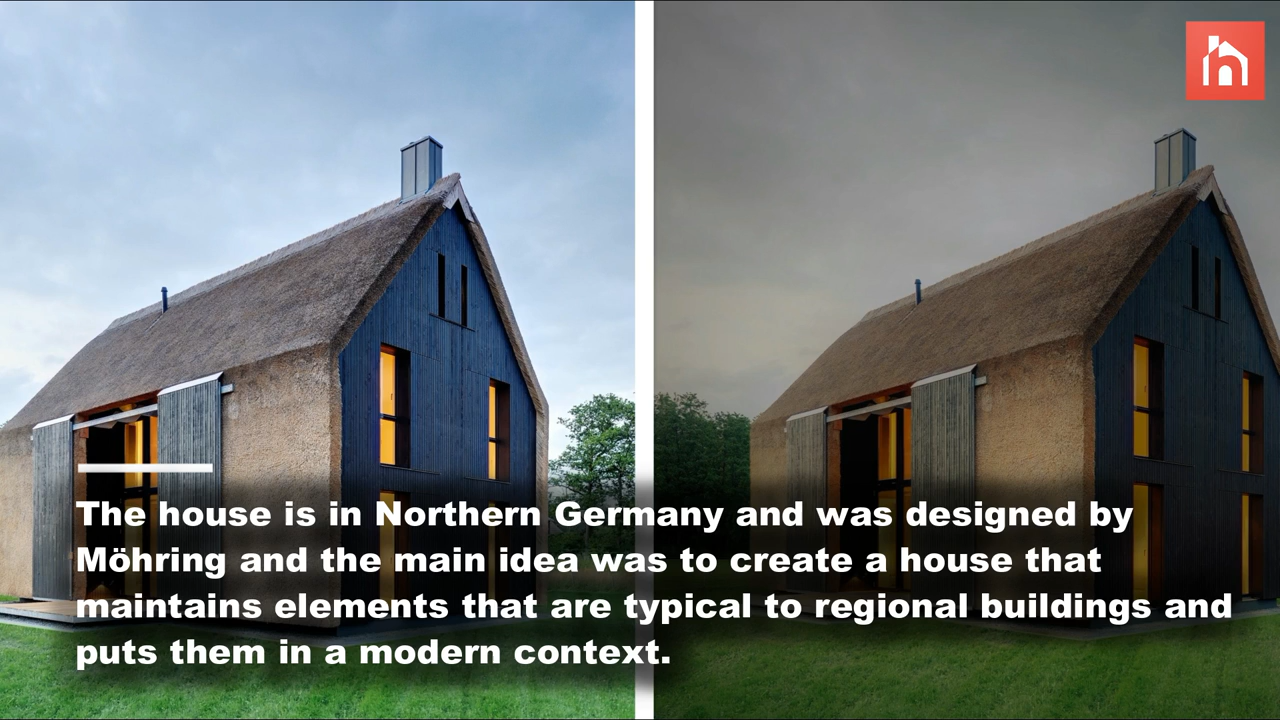 The house is in Northern Germany and was designed by
Möhring and the main idea was to create a house that
maintains elements that are typical to regional buildings and
puts them in a modern context.